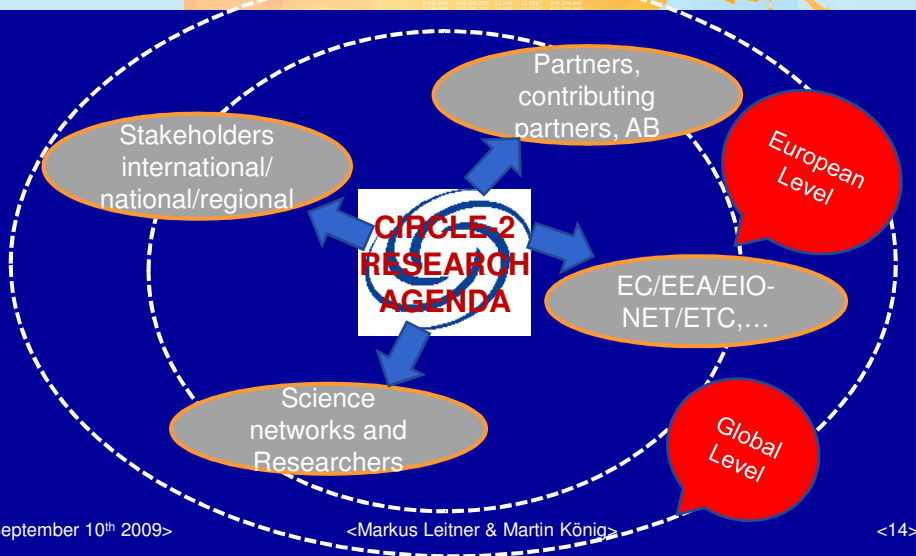 Partners,
contributing
partners, AB
Stakeholders
international/
national/regional
European
Level
CIRCLE-2
RESEARCH
AGENDA
EC/EEA/EIO-
NET/ETC,…
Science
networks and
Researchers
Global
Level
eptember 10th 2009>
<Markus Leitner & Martin König>
<14>